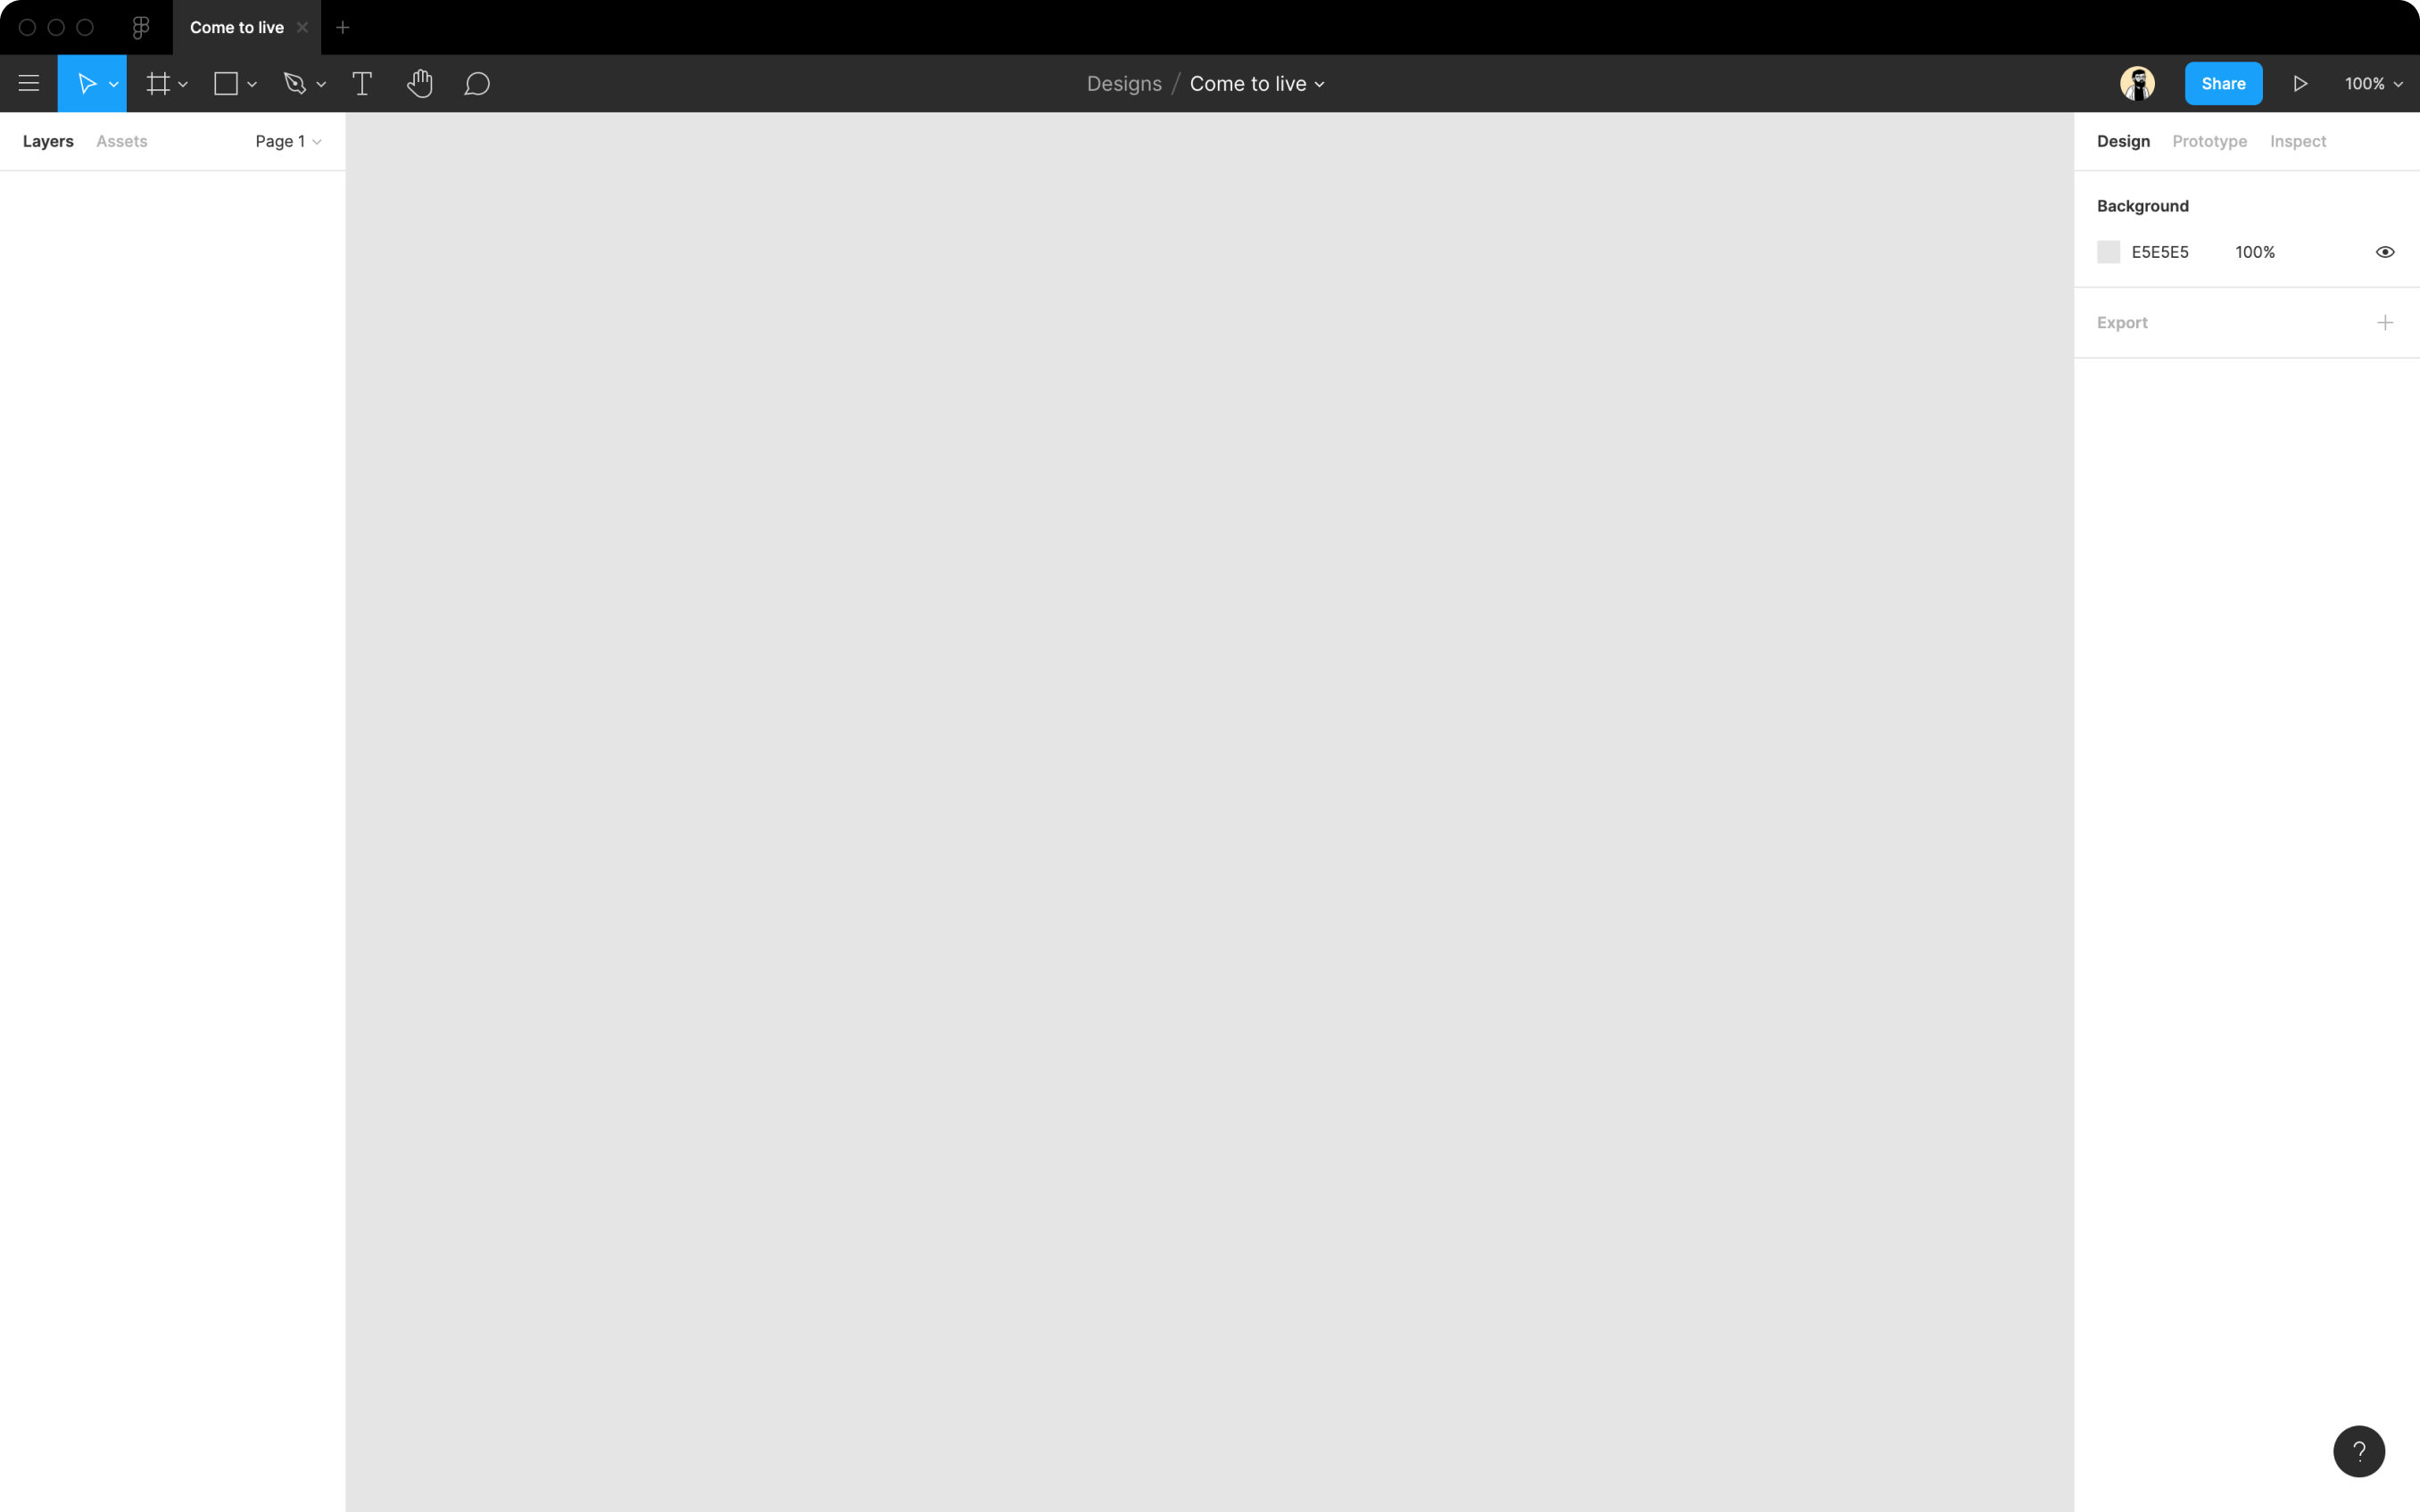 Come to live
Designs / Come to live
Share
100%
Layers Assets Page 1
Design Prototype Inspect
Background
E5E5E5 100%
Export
?